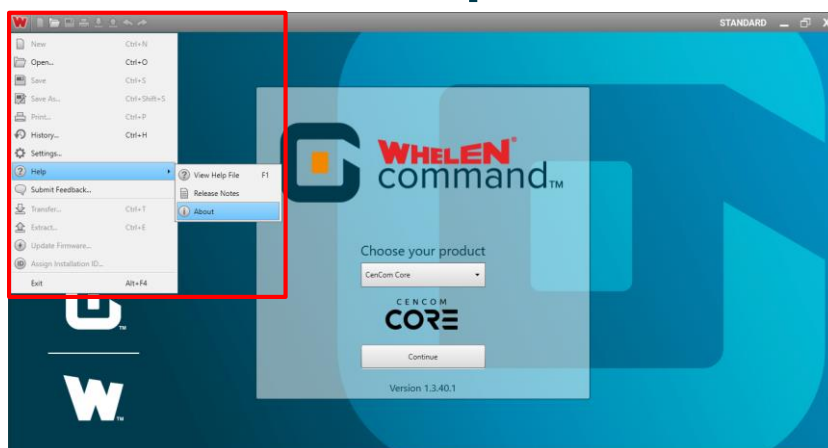 W
STANDARD
New Ctrl+N
Open... Ctrl+O
Save Ctrl+S
Save As... Ctrl+Shift+S
Print... Ctrl+P
History... Ctrl+H
Settings...
Help
View Help File F1
Submit Feedback...
Release Notes
Transfer... Ctrl+T
About
Extract... Ctrl+E
Update Firmware...
Assign Installation ID...
Exit Alt+F4
WHELEN®
command™
Choose your product
CenCom Core
CENCOM
CORE
Continue
Version 1.3.40.1
TM
W™